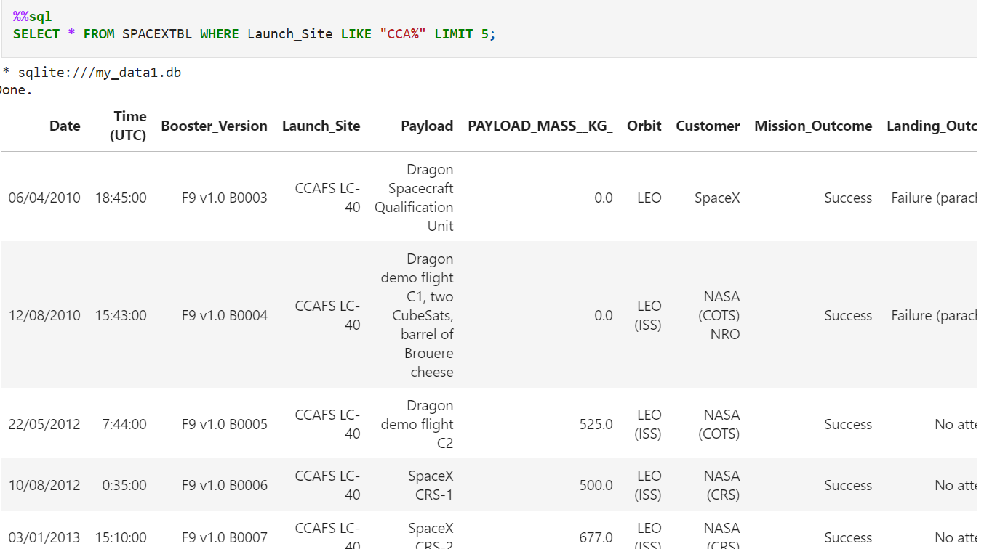 %%sql
SELECT * FROM SPACEXTBL WHERE Launch_Site LIKE "CCA%" LIMIT 5;
* sqlite:///my_data1.db
Done.
Date Time (UTC) Booster_Version Launch_Site Payload PAYLOAD_MASS__KG_ Orbit Customer Mission_Outcome Landing_Outc
06/04/2010 18:45:00 F9 v1.0 B0003 CCAFS LC-40 Dragon Spacecraft Qualification Unit 0.0 LEO SpaceX Success Failure (parach
12/08/2010 15:43:00 F9 v1.0 B0004 CCAFS LC-40 Dragon demo flight C1, two CubeSats, barrel of Brouere cheese 0.0 LEO (ISS) NASA (COTS) NRO Success Failure (parach
22/05/2012 7:44:00 F9 v1.0 B0005 CCAFS LC-40 Dragon demo flight C2 525.0 LEO (ISS) NASA (COTS) Success No atte
10/08/2012 0:35:00 F9 v1.0 B0006 CCAFS LC-40 SpaceX CRS-1 500.0 LEO (ISS) NASA (CRS) Success No atte
03/01/2013 15:10:00 F9 v1.0 B0007 CCAFS LC-40 SpaceX CRS-2 677.0 LEO (ISS) NASA (CRS) Success No atte